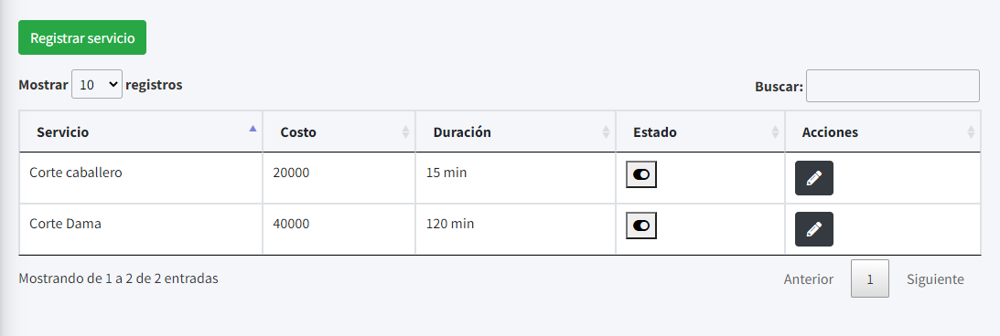 Registrar servicio
Mostrar 10 registros
Buscar:
Servicio Costo Duración Estado Acciones
Corte caballero 20000 15 min
Corte Dama 40000 120 min
Mostrando de 1 a 2 de 2 entradas
Anterior 1 Siguiente